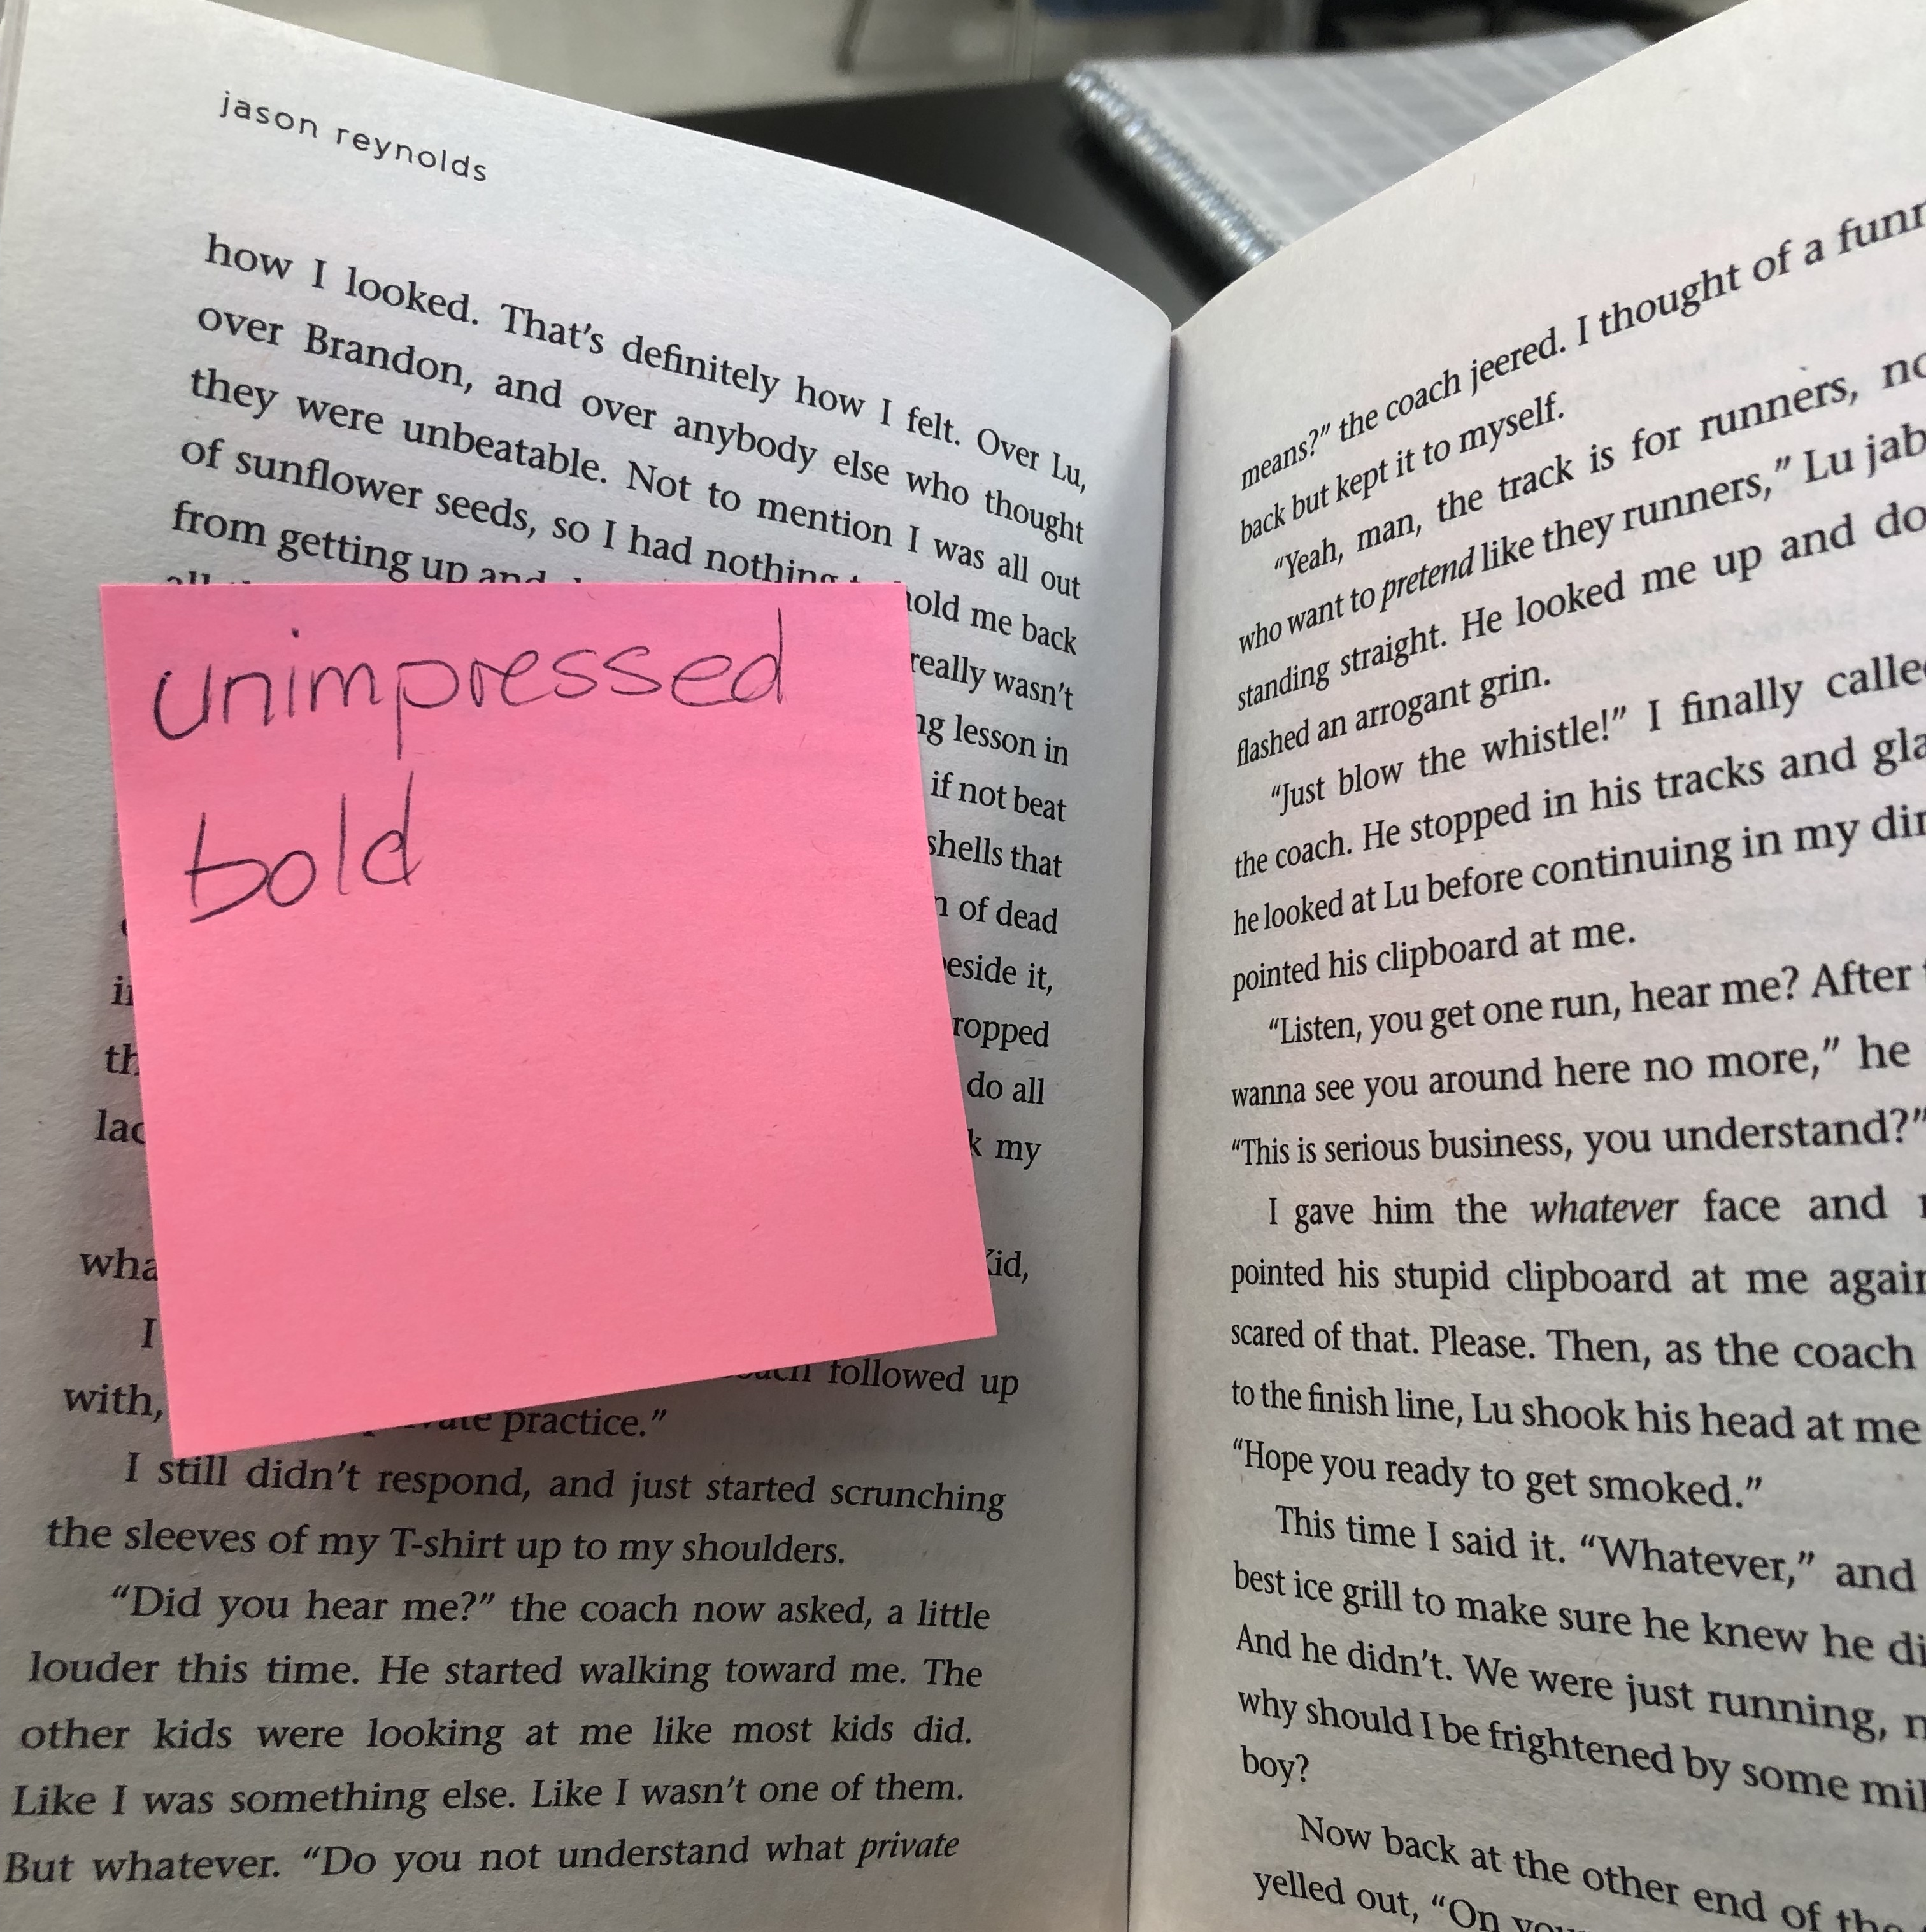 jason reynolds
how I looked. That's definitely how I felt. Over Lu,
over Brandon, and over anybody else who thought
they were unbeatable. Not to mention I was all out
of sunflower seeds, so I had nothing hold me back
from getting up and really wasn't
lesson in
if not beat
shells that
of dead
beside it,
do all
my
I
with, followed up
practice."
I still didn't respond, and just started scrunching
the sleeves of my T-shirt up to my shoulders.
"Did you hear me?" the coach now asked, a little
louder this time. He started walking toward me. The
other kids were looking at me like most kids did.
Like I was something else. Like I wasn't one of them.
But whatever. "Do you not understand what private
unimpressed
bold
means?" the coach jeered. I thought of a
back but kept it to myself.
"Yeah, man, the track is for runners,
who want to pretend like they runners," Lu
standing straight. He looked me up and
flashed an arrogant grin.
"Just blow the whistle!" I finally
the coach. He stopped in his tracks and
he looked at Lu before continuing in my
pointed his clipboard at me.
"Listen, you get one run, hear me? After
wanna see you around here no more," he
"This is serious business, you understand?"
I gave him the whatever face and
pointed his stupid clipboard at me
scared of that. Please. Then, as the coach
to the finish line, Lu shook his head at me
"Hope you ready to get smoked."
This time I said it. "Whatever," and
best ice grill to make sure he knew he
And he didn't. We were just running,
why should I be frightened by some
boy?
Now back at the other end of
yelled out, "On